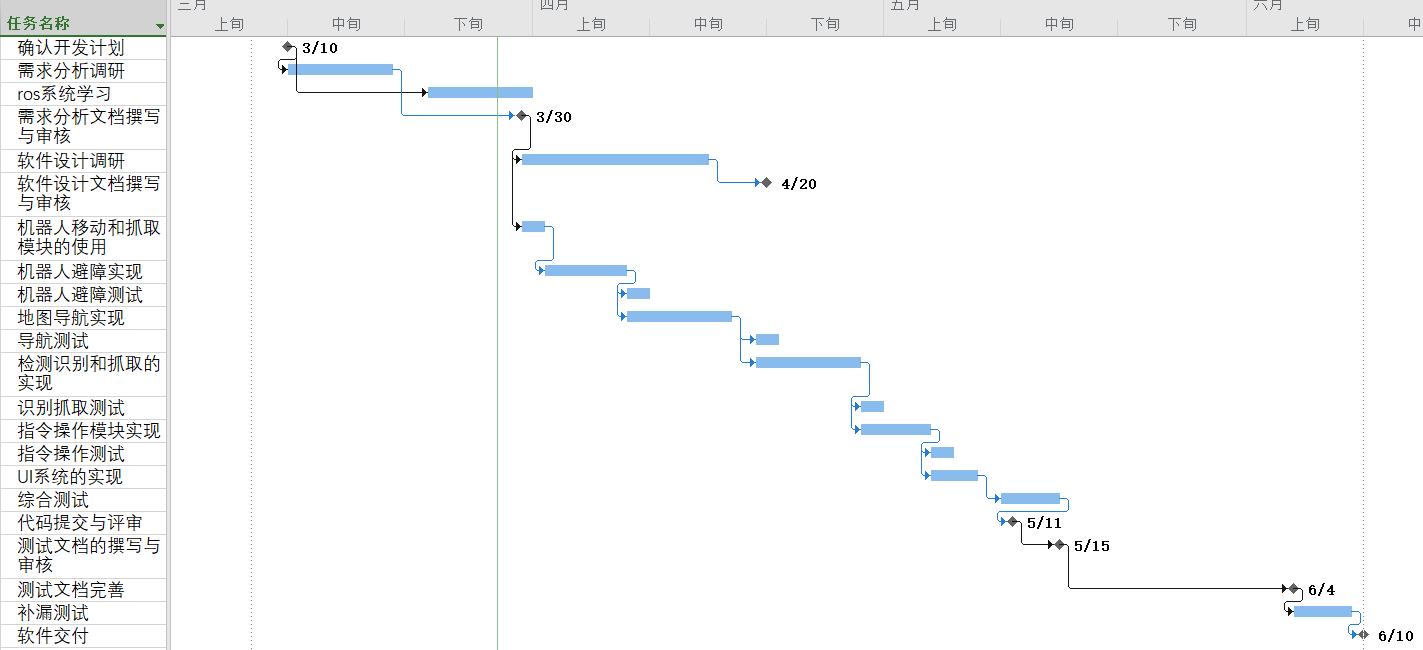 三月
四月
五月
六月
任务名称
上旬
中旬
下旬
上旬
中旬
下旬
上旬
中旬
下旬
上旬
中
确认开发计划
3/10
需求分析调研
ros系统学习
需求分析文档撰写
与审核
3/30
软件设计调研
软件设计文档撰写
与审核
4/20
机器人移动和抓取
模块的使用
机器人避障实现
机器人避障测试
地图导航实现
导航测试
检测识别和抓取的
实现
识别抓取测试
指令操作模块实现
指令操作测试
UI系统的实现
综合测试
代码提交与评审
5/11
测试文档的撰写与
审核
5/15
测试文档完善
6/4
补漏测试
软件交付
6/10